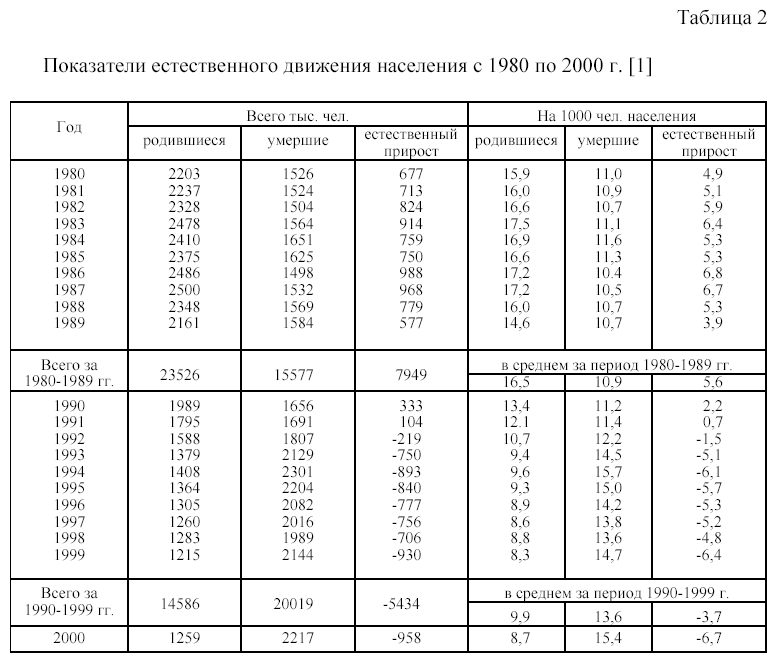 Таблица 2
Показатели естественного движения населения с 1980 по 2000 г. [1]
Год Всего тыс. чел. На 1000 чел. населения
родившиеся умершие естественный прирост родившиеся умершие естественный прирост
1980 2203 1526 677 15,9 11,0 4,9
1981 2237 1524 713 16,0 10,9 5,1
1982 2328 1504 824 16,6 10,7 5,9
1983 2478 1564 914 17,5 11,1 6,4
1984 2410 1651 759 16,9 11,6 5,3
1985 2375 1625 750 16,6 11,3 5,3
1986 2486 1498 988 17,2 10.4 6,8
1987 2500 1532 968 17,2 10,5 6,7
1988 2348 1569 779 16,0 10,7 5,3
1989 2161 1584 577 14,6 10,7 3,9
Всего за 1980-1989 гг. 23526 15577 7949 в среднем за период 1980-1989 гг.
16,5 10,9 5,6
1990 1989 1656 333 13,4 11,2 2,2
1991 1795 1691 104 12.1 11,4 0,7
1992 1588 1807 -219 10,7 12,2 -1,5
1993 1379 2129 -750 9,4 14,5 -5,1
1994 1408 2301 -893 9,6 15,7 -6,1
1995 1364 2204 -840 9,3 15,0 -5,7
1996 1305 2082 -777 8,9 14,2 -5,3
1997 1260 2016 -756 8,6 13,8 -5,2
1998 1283 1989 -706 8,8 13,6 -4,8
1999 1215 2144 -930 8,3 14,7 -6,4
Всего за 1990-1999 гг. 14586 20019 -5434 в среднем за период 1990-1999 г.
9,9 13,6 -3,7
2000 1259 2217 -958 8,7 15,4 -6,7